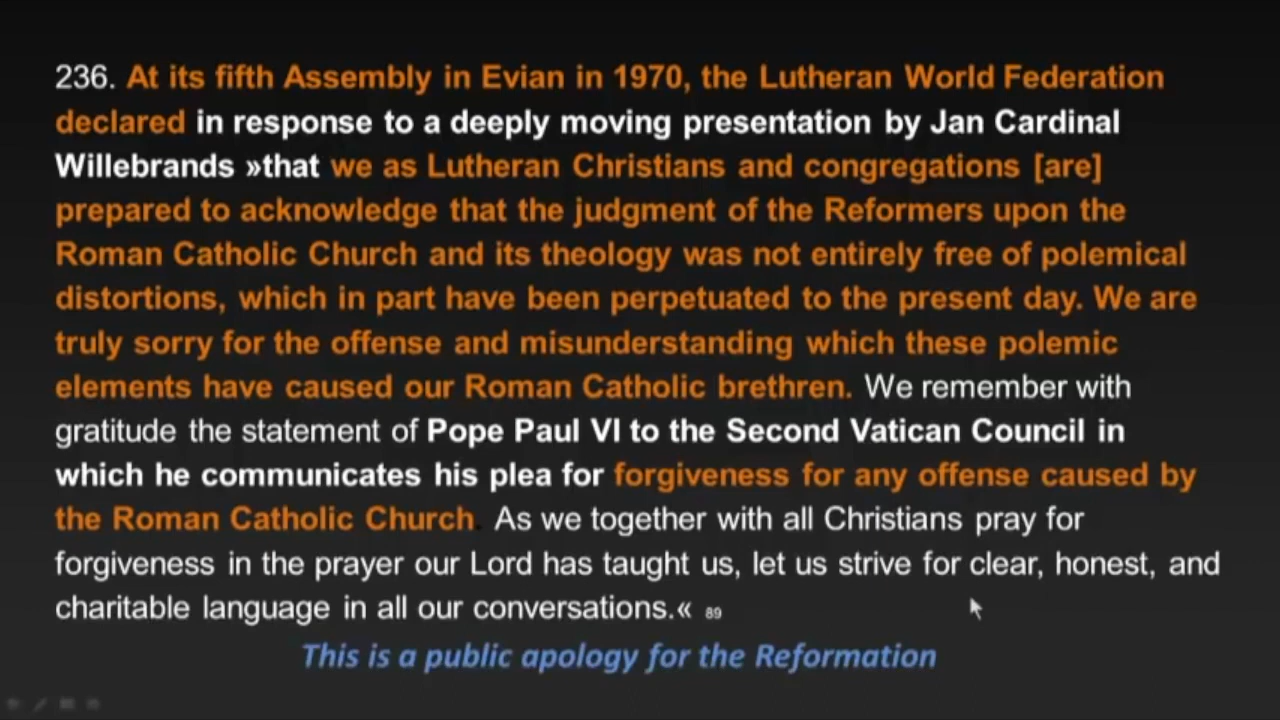 236. At its fifth Assembly in Evian in 1970, the Lutheran World Federation
declared in response to a deeply moving presentation by Jan Cardinal
Willebrands »that we as Lutheran Christians and congregations [are]
prepared to acknowledge that the judgment of the Reformers upon the
Roman Catholic Church and its theology was not entirely free of polemical
distortions, which in part have been perpetuated to the present day. We are
truly sorry for the offense and misunderstanding which these polemic
elements have caused our Roman Catholic brethren. We remember with
gratitude the statement of Pope Paul VI to the Second Vatican Council in
which he communicates his plea for forgiveness for any offense caused by
the Roman Catholic Church. As we together with all Christians pray for
forgiveness in the prayer our Lord has taught us, let us strive for clear, honest, and
charitable language in all our conversations.« 89
This is a public apology for the Reformation